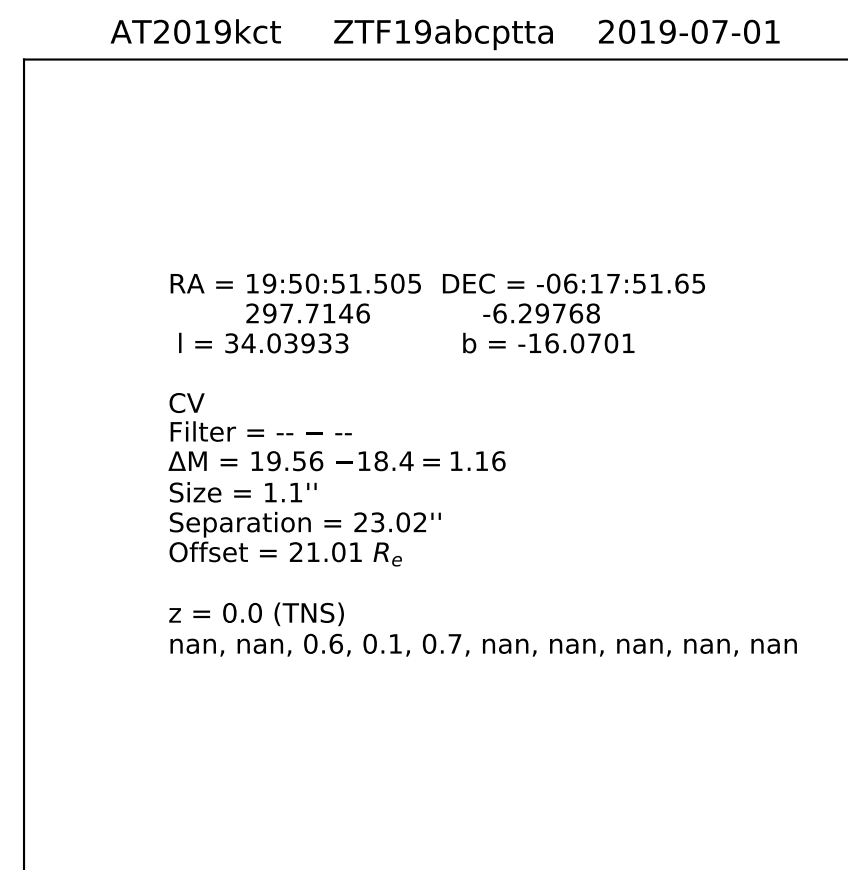 AT2019kct ZTF19abcptta 2019-07-01
RA = 19:50:51.505 DEC = -06:17:51.65
297.7146 -6.29768
l = 34.03933 b = -16.0701
CV
Filter = -- − --
ΔM = 19.56 −18.4 = 1.16
Size = 1.1''
Separation = 23.02''
Offset = 21.01 Rₑ
z = 0.0 (TNS)
nan, nan, 0.6, 0.1, 0.7, nan, nan, nan, nan, nan